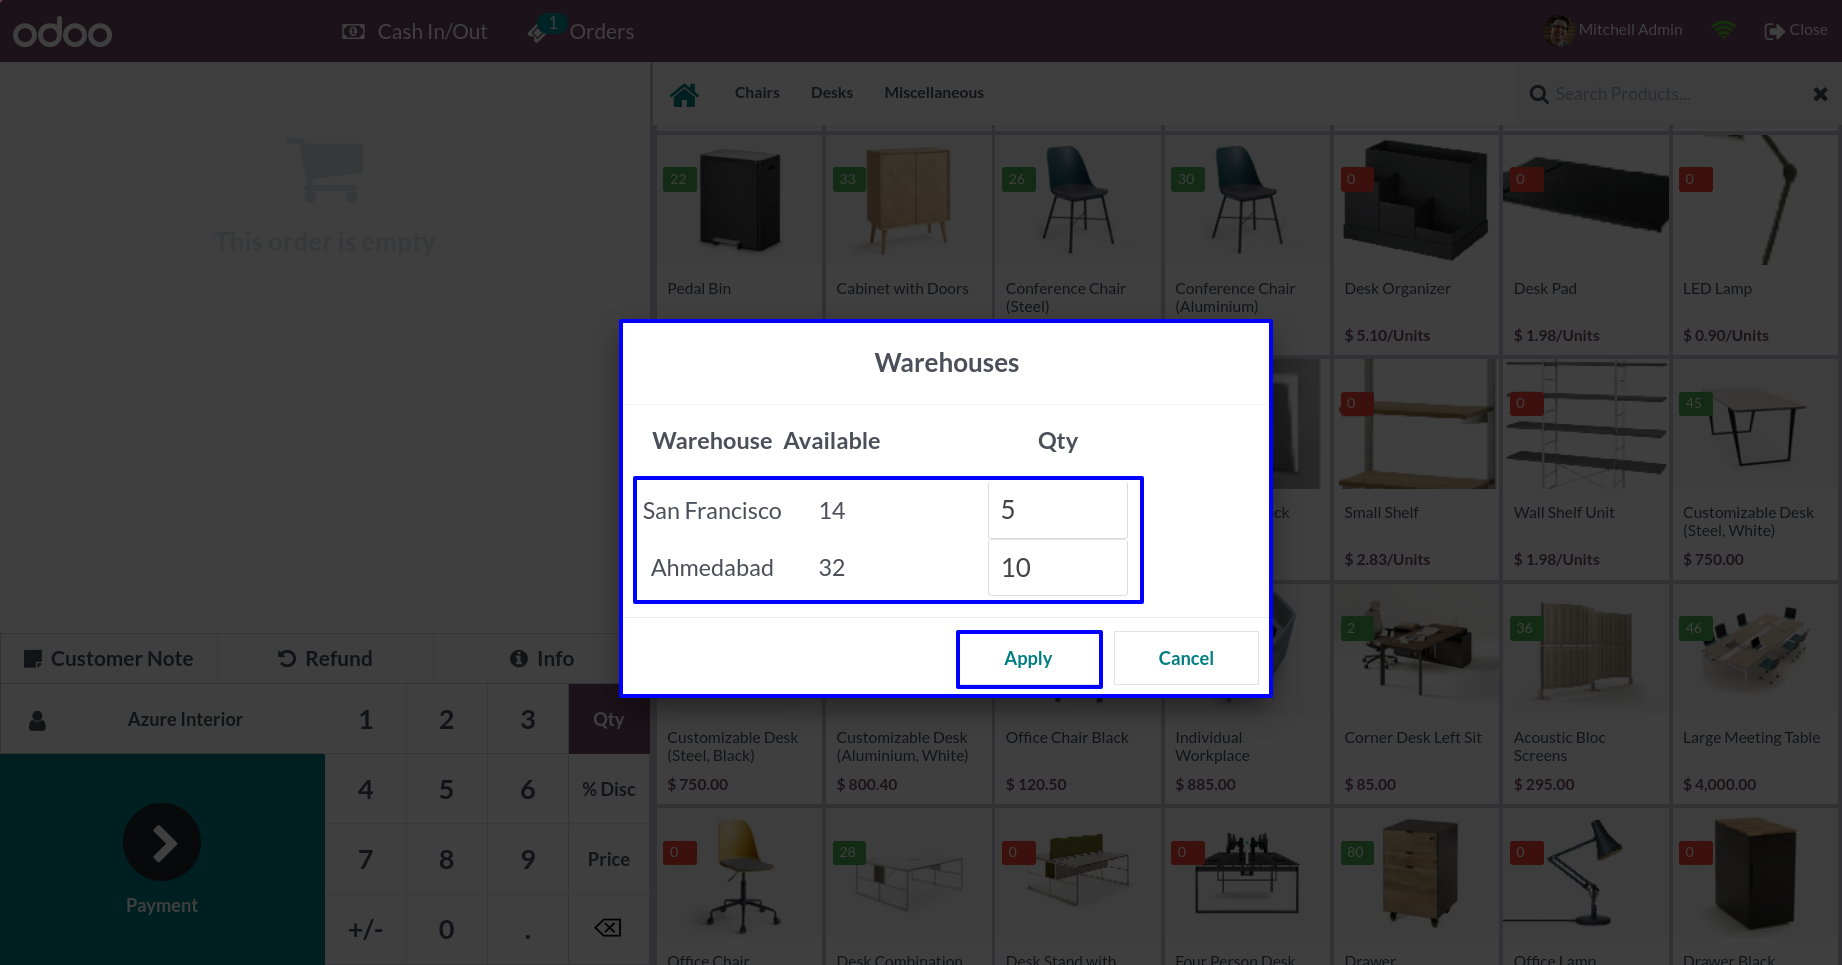 odoo
Cash In/Out
1
Orders
Mitchell Admin
Close
Chairs
Desks
Miscellaneous
Search Products...
This order is empty
22
33
26
30
0
0
0
Pedal Bin
Cabinet with Doors
Conference Chair
(Steel)
Conference Chair
(Aluminium)
Desk Organizer
Desk Pad
LED Lamp
$ 5.10/Units
$ 1.98/Units
$ 0.90/Units
Warehouses
Warehouse Available Qty
San Francisco 14 5
Ahmedabad 32 10
Apply
Cancel
0
0
45
Small Shelf
Wall Shelf Unit
Customizable Desk
(Steel, White)
$ 2.83/Units
$ 1.98/Units
$ 750.00
2
36
46
Customizable Desk
(Steel, Black)
Customizable Desk
(Aluminium, White)
Office Chair Black
Individual
Workplace
Corner Desk Left Sit
Acoustic Bloc
Screens
Large Meeting Table
$ 750.00
$ 800.40
$ 120.50
$ 885.00
$ 85.00
$ 295.00
$ 4,000.00
0
28
0
0
80
0
0
Office Chair
Desk Combination
Desk Stand with
Four Person Desk
Drawer
Office Lamp
Drawer Black
Customer Note
Refund
Info
Azure Interior
1 2 3 Qty
4 5 6 % Disc
7 8 9 Price
+/- 0 .
Payment